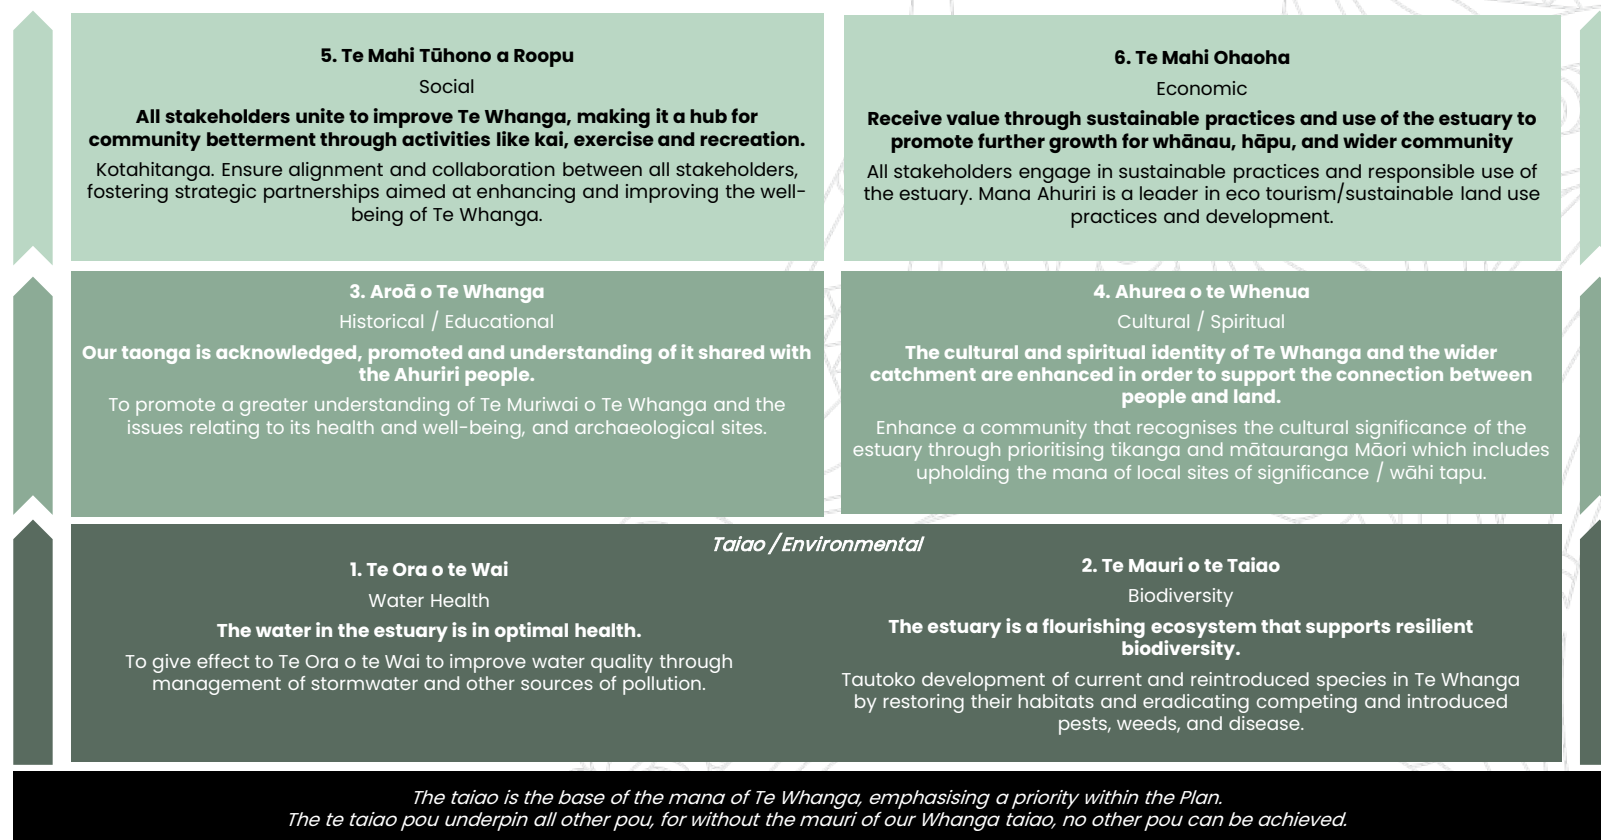 5. Te Mahi Tūhono a Roopu
Social
All stakeholders unite to improve Te Whanga, making it a hub for
community betterment through activities like kai, exercise and recreation.
Kotahitanga. Ensure alignment and collaboration between all stakeholders,
fostering strategic partnerships aimed at enhancing and improving the well-
being of Te Whanga.
6. Te Mahi Ohaoha
Economic
Receive value through sustainable practices and use of the estuary to
promote further growth for whānau, hāpu, and wider community
All stakeholders engage in sustainable practices and responsible use of
the estuary. Mana Ahuriri is a leader in eco tourism/sustainable land use
practices and development.
3. Aroā o Te Whanga
Historical / Educational
Our taonga is acknowledged, promoted and understanding of it shared with
the Ahuriri people.
To promote a greater understanding of Te Muriwai o Te Whanga and the
issues relating to its health and well-being, and archaeological sites.
4. Ahurea o te Whenua
Cultural / Spiritual
The cultural and spiritual identity of Te Whanga and the wider
catchment are enhanced in order to support the connection between
people and land.
Enhance a community that recognises the cultural significance of the
estuary through prioritising tikanga and mātauranga Māori which includes
upholding the mana of local sites of significance / wāhi tapu.
Taiao / Environmental
1. Te Ora o te Wai
Water Health
The water in the estuary is in optimal health.
To give effect to Te Ora o te Wai to improve water quality through
management of stormwater and other sources of pollution.
2. Te Mauri o te Taiao
Biodiversity
The estuary is a flourishing ecosystem that supports resilient
biodiversity.
Tautoko development of current and reintroduced species in Te Whanga
by restoring their habitats and eradicating competing and introduced
pests, weeds, and disease.
The taiao is the base of the mana of Te Whanga, emphasising a priority within the Plan.
The te taiao pou underpin all other pou, for without the mauri of our Whanga taiao, no other pou can be achieved.